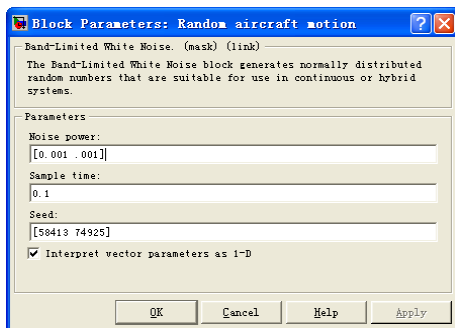 Block Parameters: Random aircraft motion
Band-Limited White Noise. (mask) (link)
The Band-Limited White Noise block generates normally distributed
random numbers that are suitable for use in continuous or hybrid
systems.
Parameters
Noise power:
[0.001 .001]
Sample time:
0.1
Seed:
[58413 74925]
Interpret vector parameters as 1-D
OK Cancel Help Apply